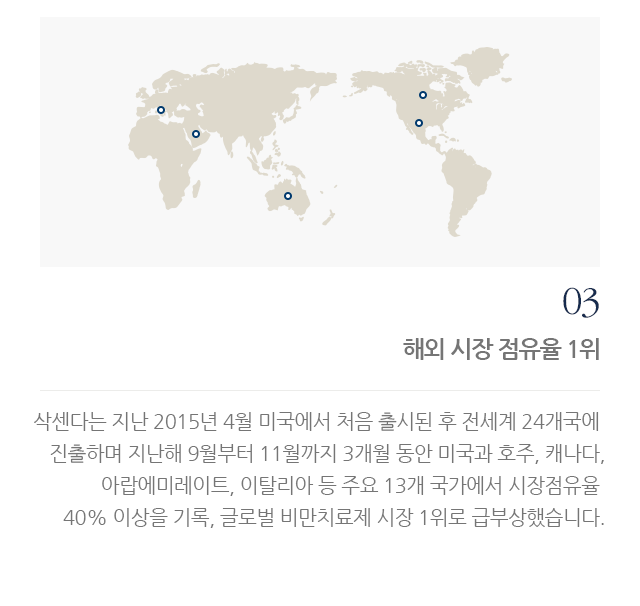 03
해외 시장 점유율 1위
삭센다는 지난 2015년 4월 미국에서 처음 출시된 후 전세계 24개국에
진출하며 지난해 9월부터 11월까지 3개월 동안 미국과 호주, 캐나다,
아랍에미레이트, 이탈리아 등 주요 13개 국가에서 시장점유율
40% 이상을 기록, 글로벌 비만치료제 시장 1위로 급부상했습니다.